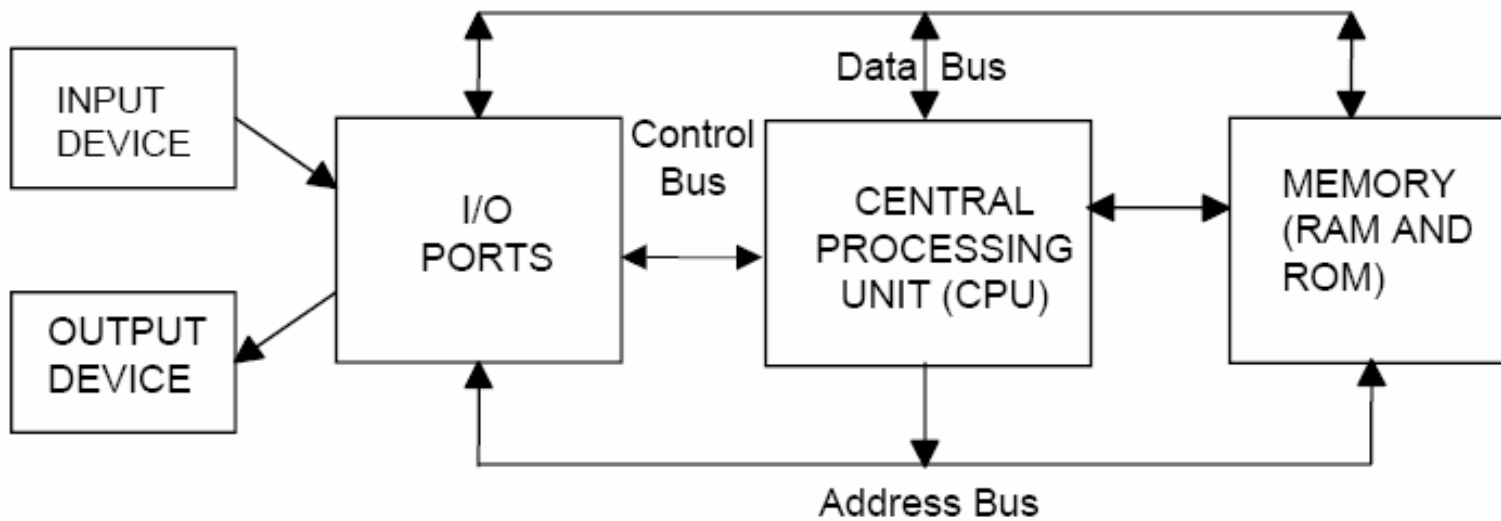 INPUT
DEVICE
OUTPUT
DEVICE
I/O
PORTS
Control
Bus
Data Bus
CENTRAL
PROCESSING
UNIT (CPU)
MEMORY
(RAM AND
ROM)
Address Bus